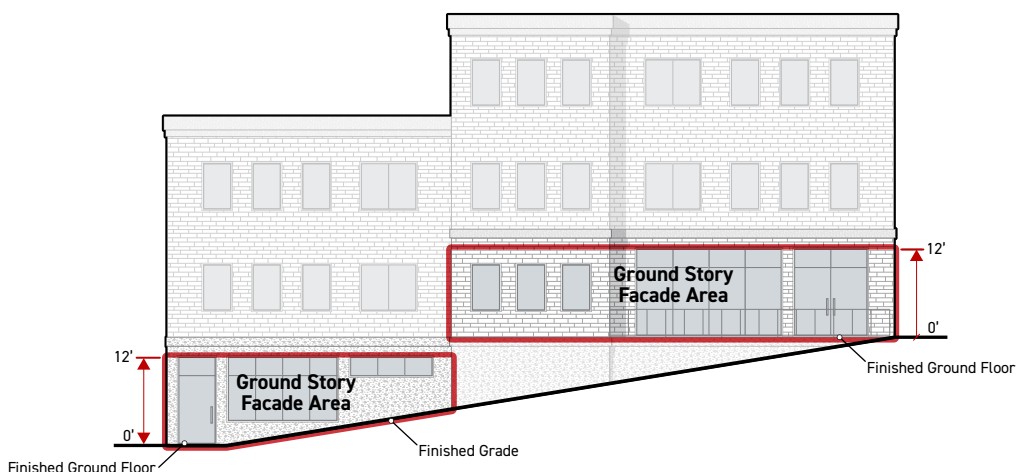 12'
Ground Story
Facade Area
0'
Finished Ground Floor
12'
Ground Story
Facade Area
0'
Finished Grade
Finished Ground Floor